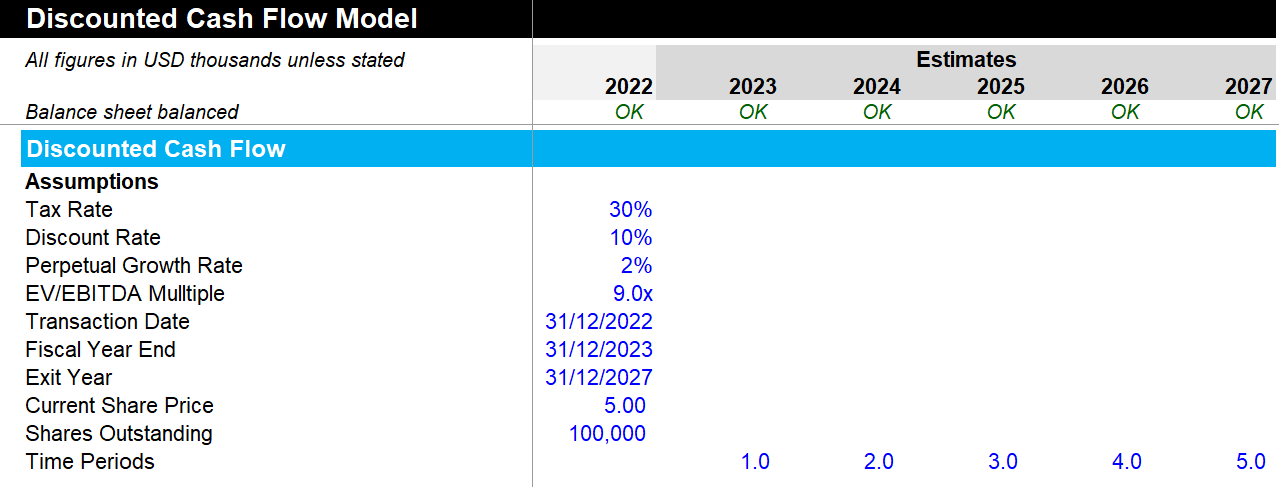 Discounted Cash Flow Model
All figures in USD thousands unless stated Estimates
2022 2023 2024 2025 2026 2027
Balance sheet balanced OK OK OK OK OK OK
Discounted Cash Flow
Assumptions
Tax Rate 30%
Discount Rate 10%
Perpetual Growth Rate 2%
EV/EBITDA Mulltiple 9.0x
Transaction Date 31/12/2022
Fiscal Year End 31/12/2023
Exit Year 31/12/2027
Current Share Price 5.00
Shares Outstanding 100,000
Time Periods 1.0 2.0 3.0 4.0 5.0